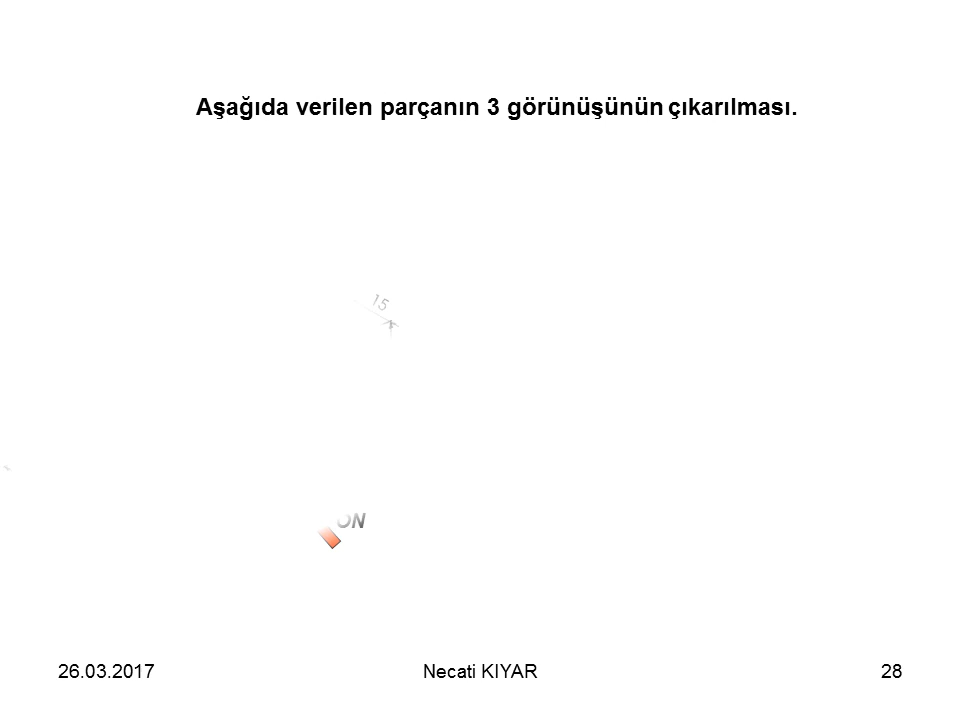 Aşağıda verilen parçanın 3 görünüşünün çıkarılması.
15
ÖN
26.03.2017
Necati KIYAR
28